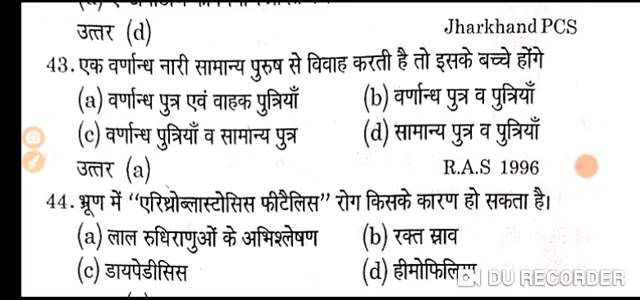 उत्तर (d) Jharkhand PCS
43. एक वर्णान्ध नारी सामान्य पुरुष से विवाह करती है तो इसके बच्चे होंगे
(a) वर्णान्ध पुत्र एवं वाहक पुत्रियाँ (b) वर्णान्ध पुत्र व पुत्रियाँ
(c) वर्णान्ध पुत्रियाँ व सामान्य पुत्र (d) सामान्य पुत्र व पुत्रियाँ
उत्तर (a) R.A.S 1996
44. भ्रूण में "एरिथ्रोब्लास्टोसिस फीटैलिस" रोग किसके कारण हो सकता है।
(a) लाल रुधिराणुओं के अभिश्लेषण (b) रक्त स्राव
(c) डायपेडीसिस (d) हीमोफिलिया
DU RECORDER